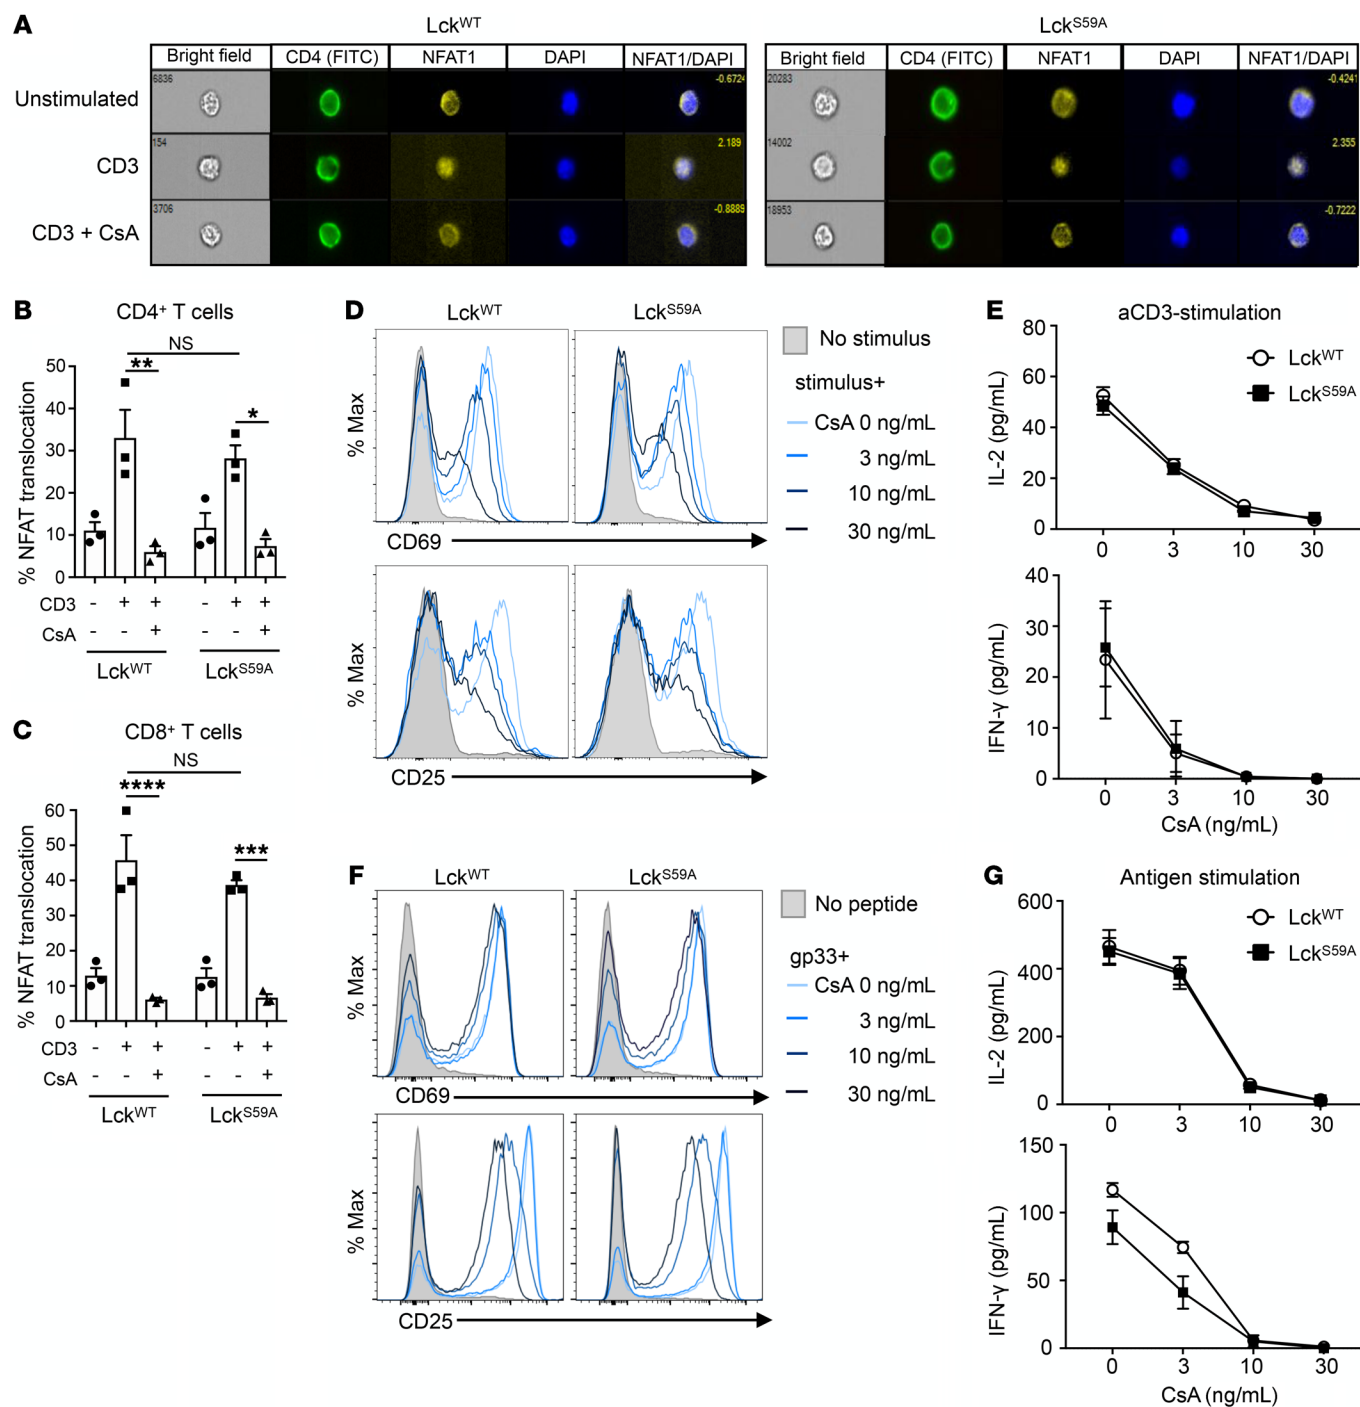 A
Lck^WT
Lck^S59A
Bright field CD4 (FITC) NFAT1 DAPI NFAT1/DAPI
Bright field CD4 (FITC) NFAT1 DAPI NFAT1/DAPI
Unstimulated
6836
-0.6724
20283
-0.4241
CD3
154
2.189
14002
2.355
CD3 + CsA
3706
-0.8889
18953
-0.7222
B
CD4+ T cells
NS
** *
% NFAT translocation
50
40
30
20
10
0
CD3 - + + - + +
CsA - - + - - +
Lck^WT Lck^S59A
C
CD8+ T cells
NS
**** ***
% NFAT translocation
60
50
40
30
20
10
0
CD3 - + + - + +
CsA - - + - - +
Lck^WT Lck^S59A
D
Lck^WT Lck^S59A
% Max
CD69
% Max
CD25
No stimulus
stimulus+
CsA 0 ng/mL
3 ng/mL
10 ng/mL
30 ng/mL
E
aCD3-stimulation
Lck^WT
Lck^S59A
IL-2 (pg/mL)
80
60
40
20
0
0 3 10 30
IFN-γ (pg/mL)
40
30
20
10
0
0 3 10 30
CsA (ng/mL)
F
Lck^WT Lck^S59A
% Max
CD69
% Max
CD25
No peptide
gp33+
CsA 0 ng/mL
3 ng/mL
10 ng/mL
30 ng/mL
G
Antigen stimulation
Lck^WT
Lck^S59A
IL-2 (pg/mL)
600
400
200
0
0 3 10 30
IFN-γ (pg/mL)
150
100
50
0
0 3 10 30
CsA (ng/mL)